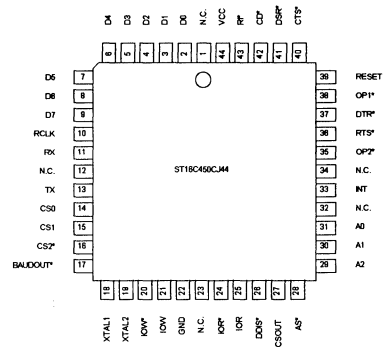 D4 D3 D2 D1 D0 N.C. VCC RI* CD* DSR* CTS*
6 5 4 3 2 1 44 43 42 41 40
D5 7 39 RESET
D6 8 38 OP1*
D7 9 37 DTR*
RCLK 10 36 RTS*
RX 11 35 OP2*
N.C. 12 ST16C450CJ44 34 N.C.
TX 13 33 INT
CS0 14 32 N.C.
CS1 15 31 A0
CS2* 16 30 A1
BAUDOUT* 17 29 A2
18 19 20 21 22 23 24 25 26 27 28
XTAL1 XTAL2 IOW* IOW GND N.C. IOR* IOR DDIS* CSOUT AS*